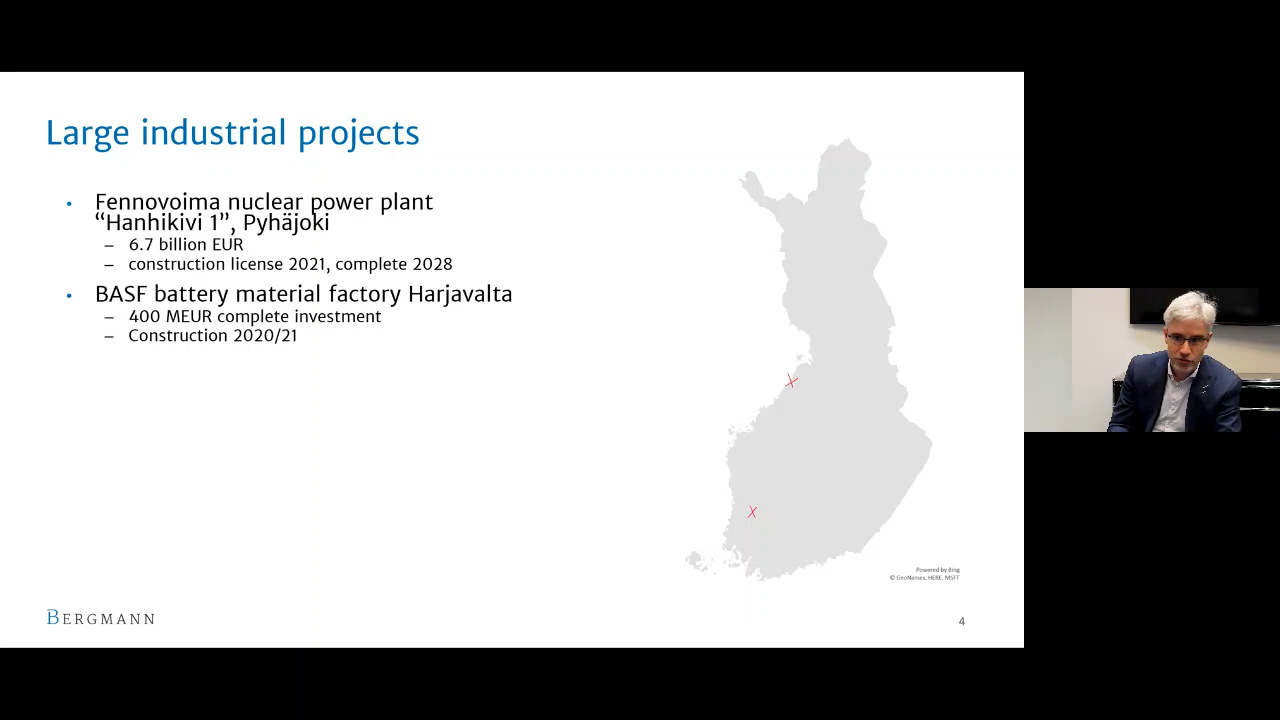 Large industrial projects
• Fennovoima nuclear power plant
“Hanhikivi 1”, Pyhäjoki
– 6.7 billion EUR
– construction license 2021, complete 2028
• BASF battery material factory Harjavalta
– 400 MEUR complete investment
– Construction 2020/21
X
X
Powered by Bing
© GeoNames, HERE, MSFT
BERGMANN
4